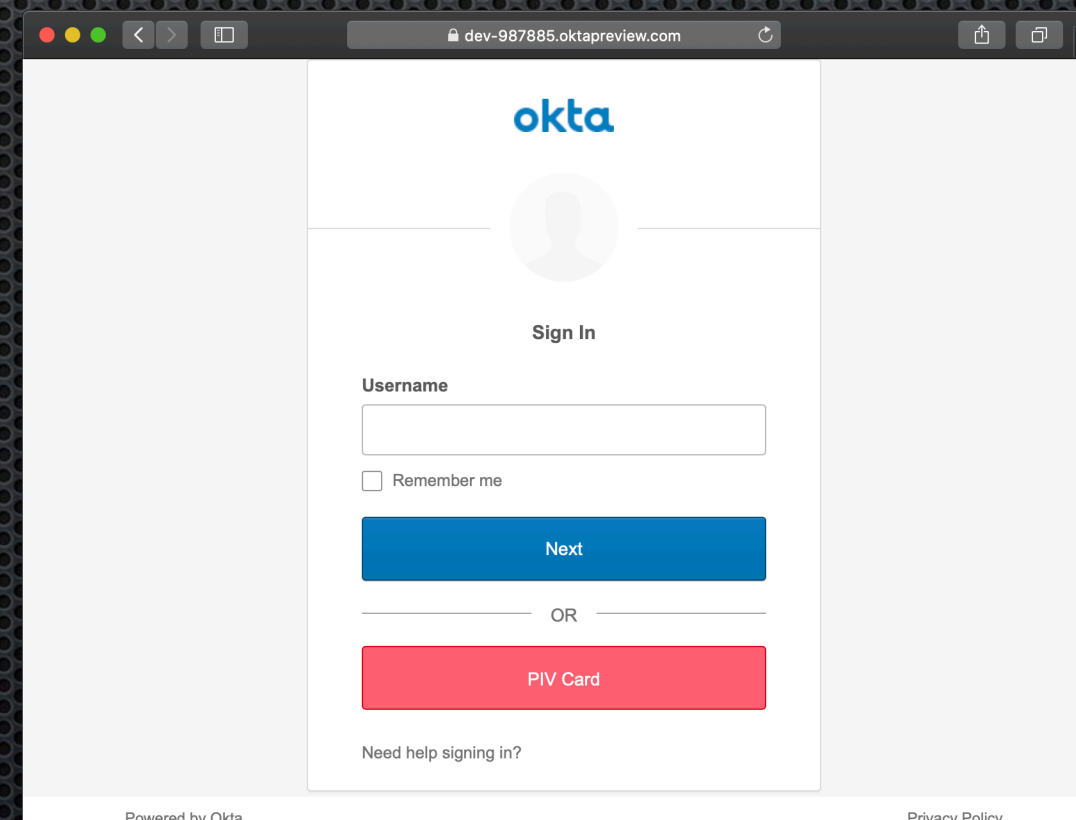 dev-987885.oktapreview.com
okta
Sign In
Username
Remember me
Next
OR
PIV Card
Need help signing in?
Powered by Okta
Privacy Policy